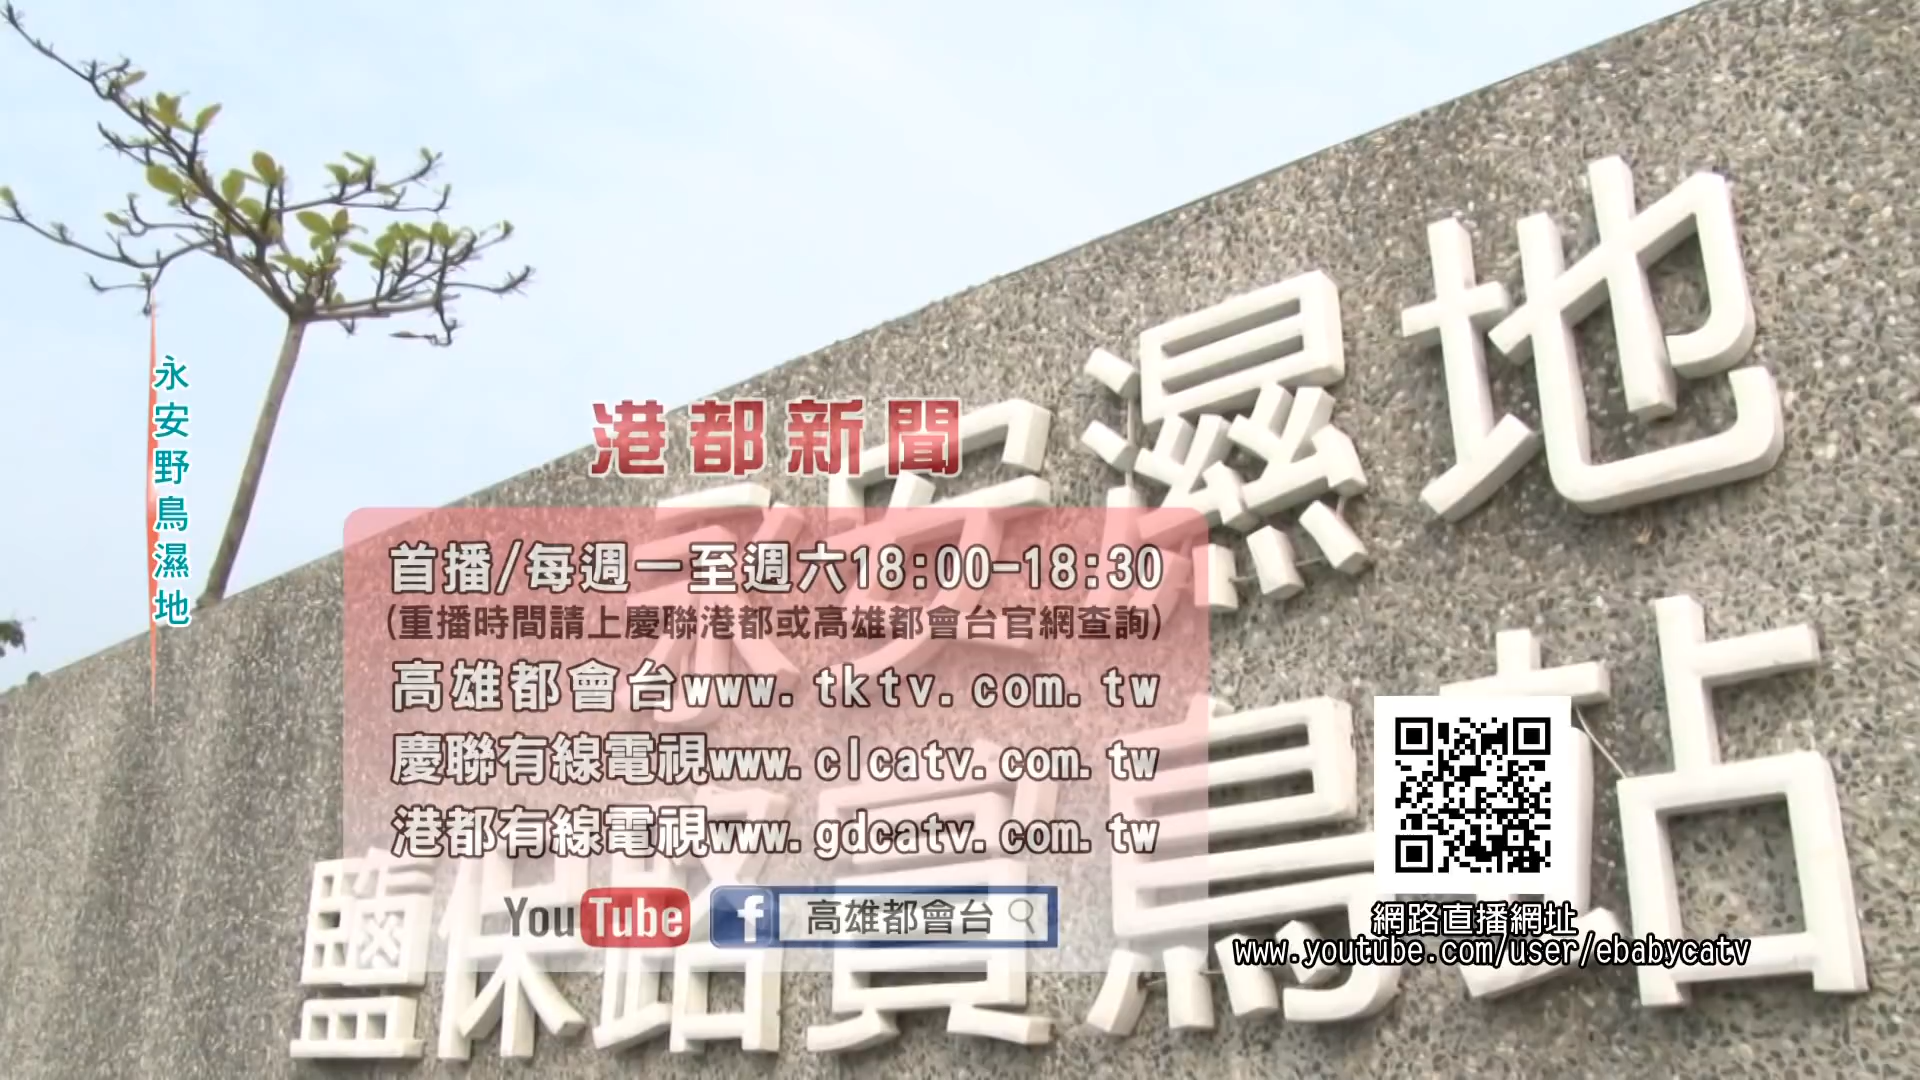 永安野鳥濕地
港都新聞
首播/每週一至週六18:00-18:30
(重播時間請上慶聯港都或高雄都會台官網查詢)
高雄都會台www.tktv.com.tw
慶聯有線電視www.clcatv.com.tw
港都有線電視www.gdcatv.com.tw
YouTube 高雄都會台
網路直播網址
www.youtube.com/user/ebabycatv
永安濕地
鹽保路賞鳥站